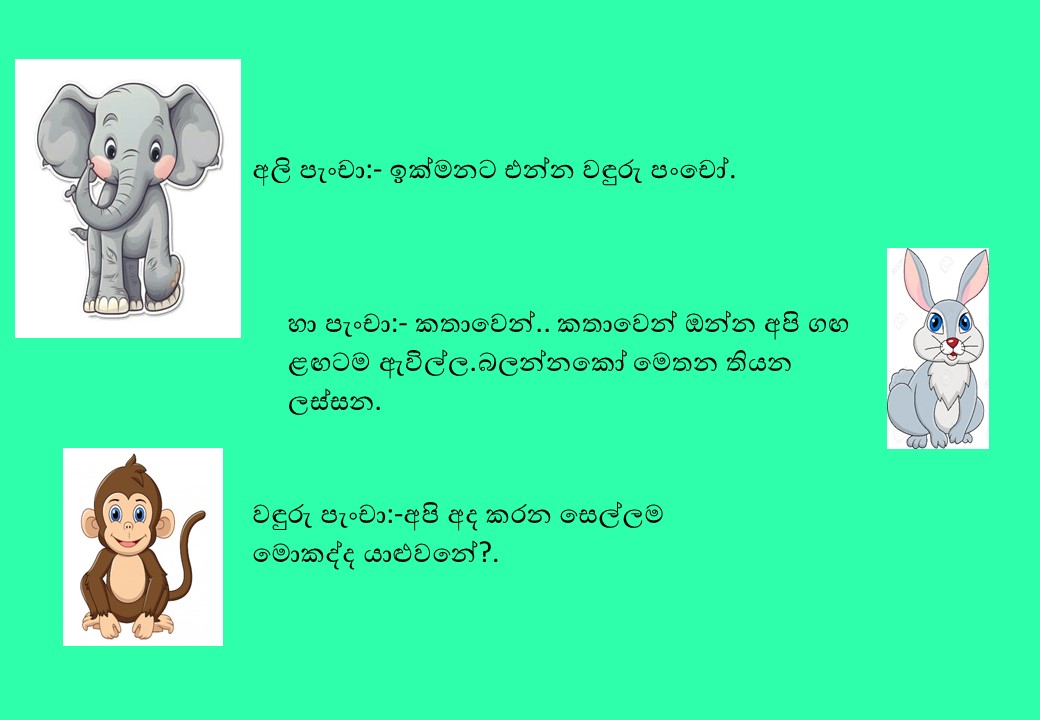 අලි පැංචා:- ඉක්මනට එන්න වඳුරු පංචෝ.
හා පැංචා:- කතාවෙන්.. කතාවෙන් ඔන්න අපි ගඟ
ළඟටම ඇවිල්ල.බලන්නකෝ මෙතන තියන
ලස්සන.
වඳුරු පැංචා:-අපි අද කරන සෙල්ලම
මොකද්ද යාළුවනේ?.